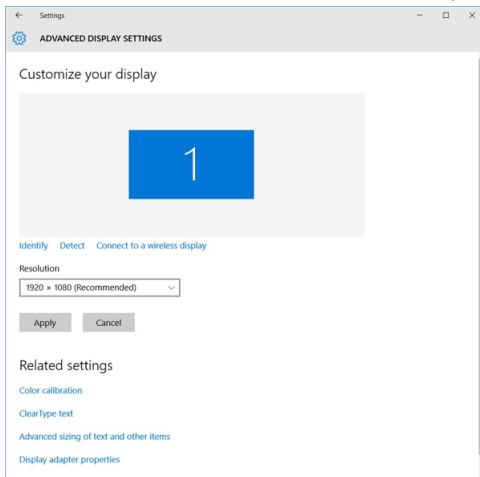 Settings
ADVANCED DISPLAY SETTINGS
Customize your display
1
Identify Detect Connect to a wireless display
Resolution
1920 × 1080 (Recommended)
Apply Cancel
Related settings
Color calibration
ClearType text
Advanced sizing of text and other items
Display adapter properties